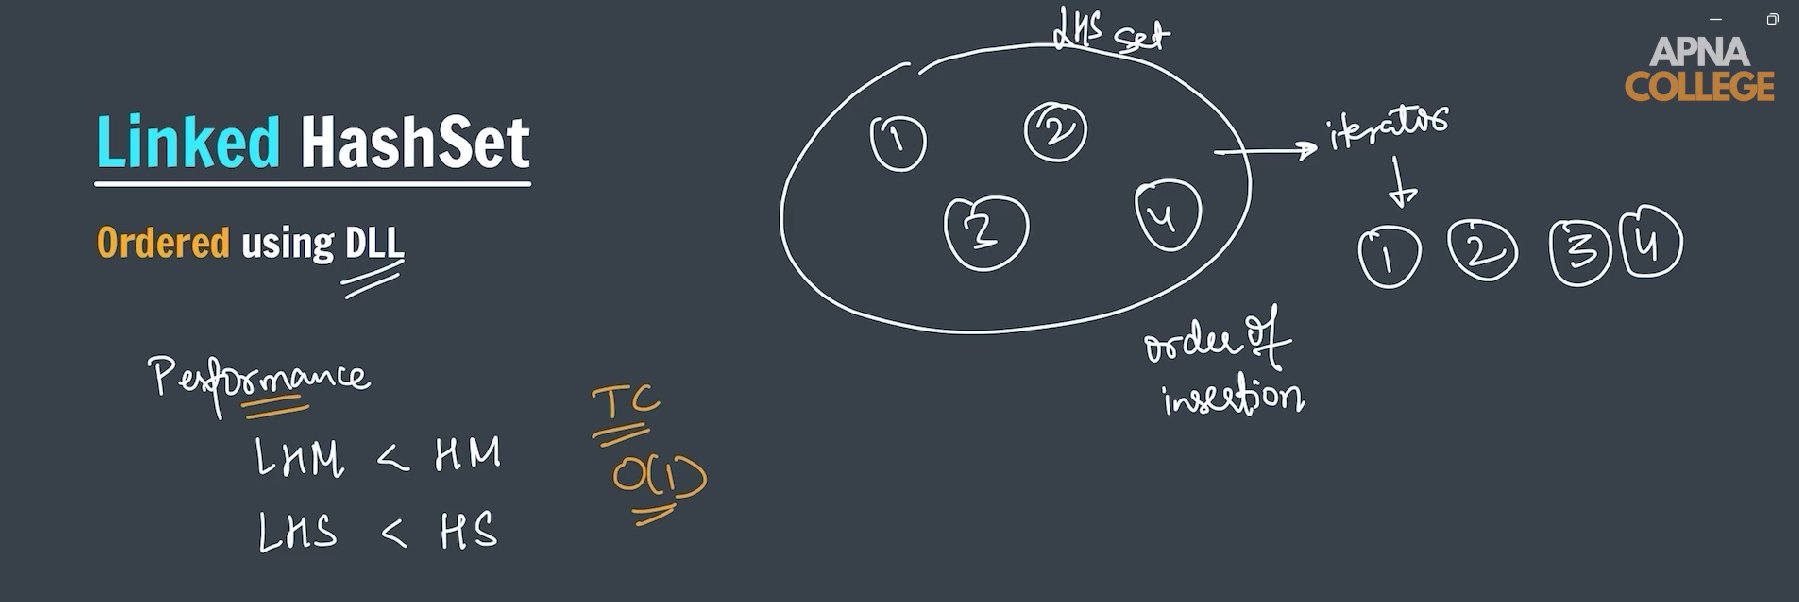 LHS set
APNA
COLLEGE
Linked HashSet
1 2
3 4
iterator
1 2 3 4
Ordered using DLL
order of
insertion
Performance
TC
LHM < HM
O(1)
LHS < HS